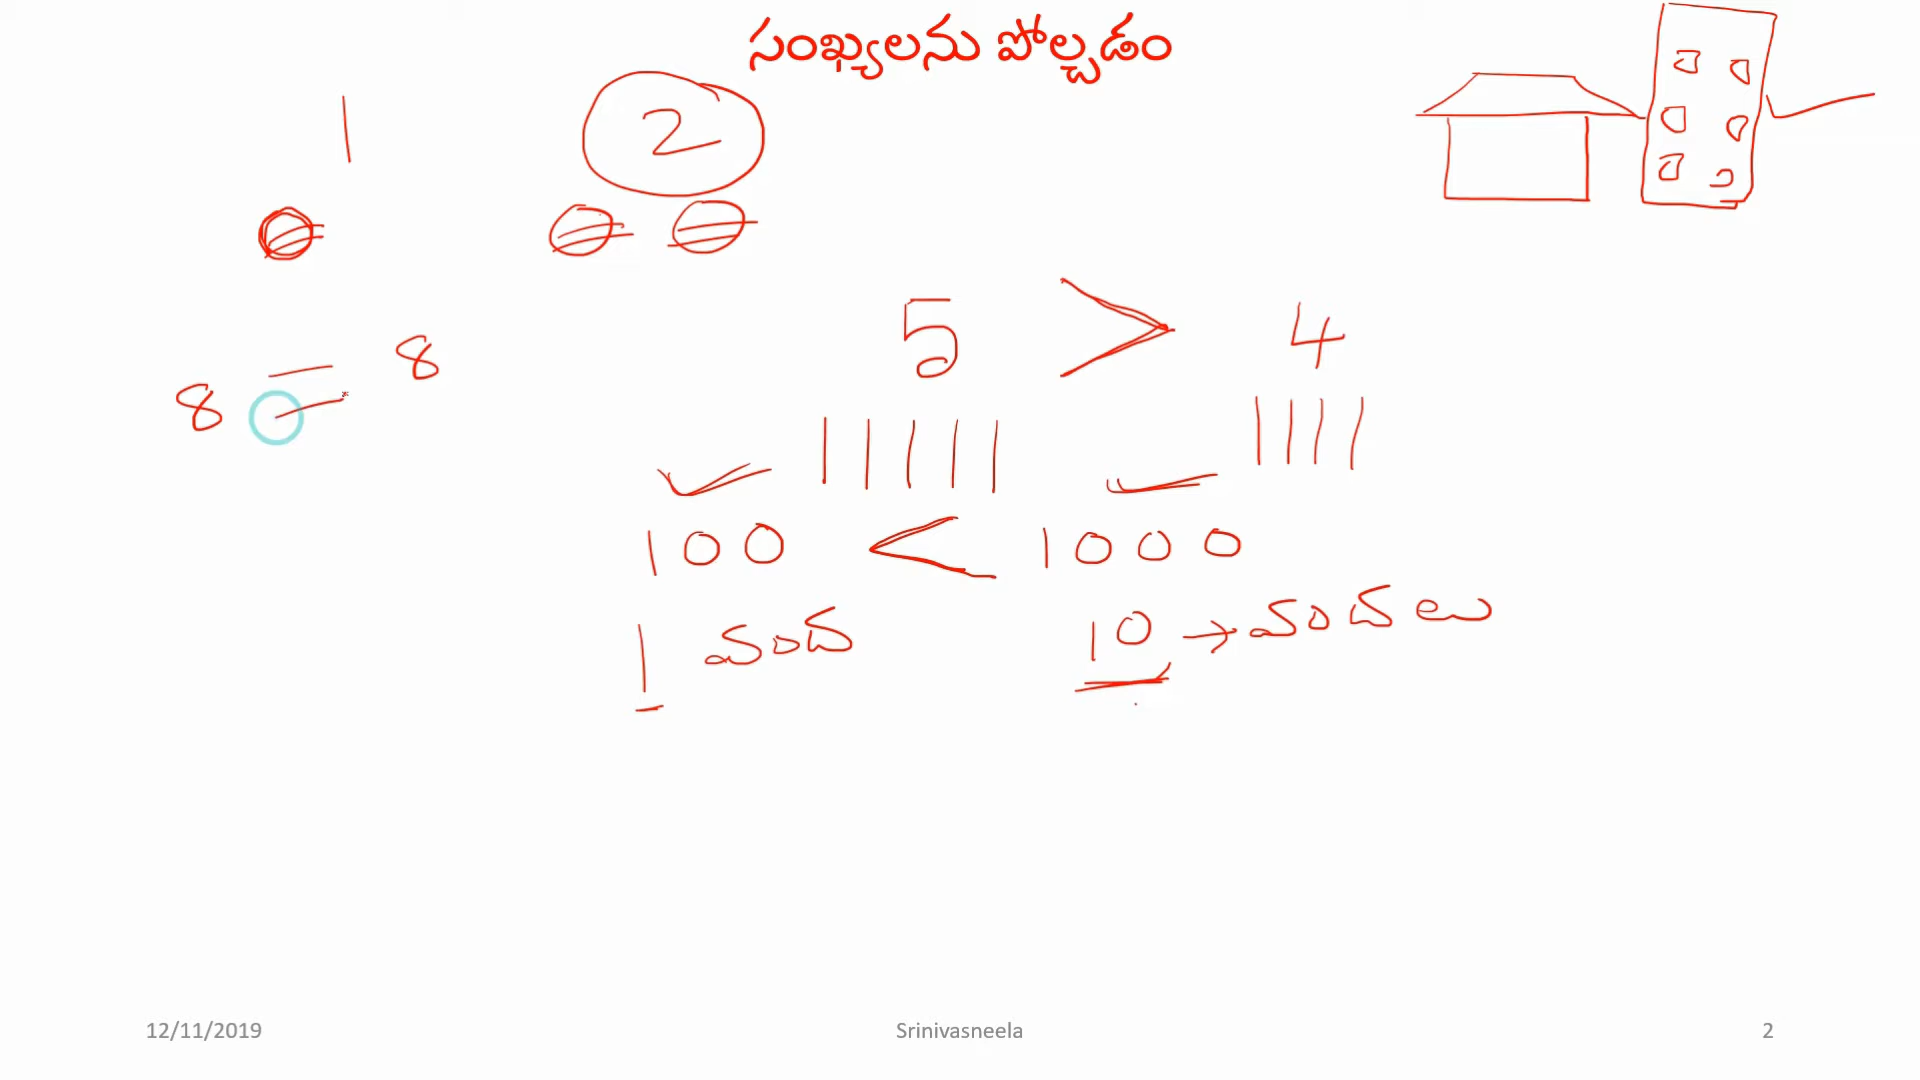 సంఖ్యలను పోల్చడం
1 2
5 > 4
8 = 8
100 < 1000
1 వంద 10 → వందలు
12/11/2019 Srinivasneela 2